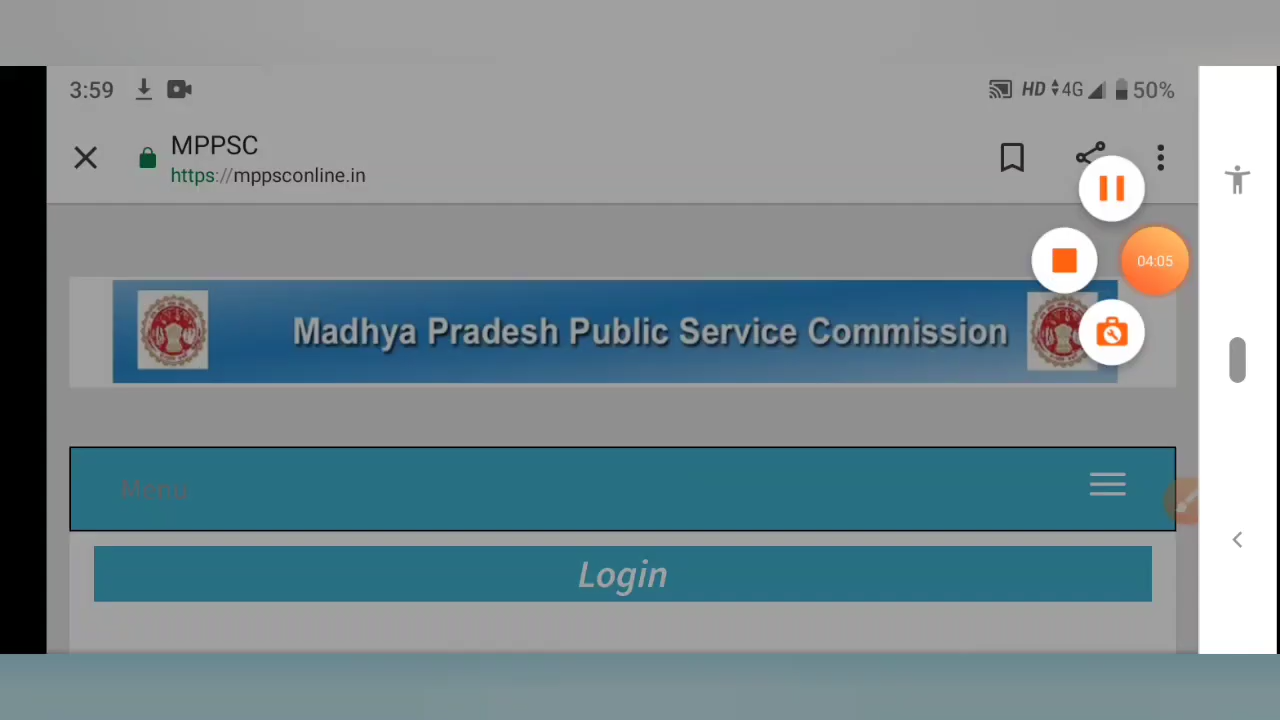 3:59
HD 4G 50%
MPPSC
https://mppsconline.in
04:05
Madhya Pradesh Public Service Commission
Menu
Login